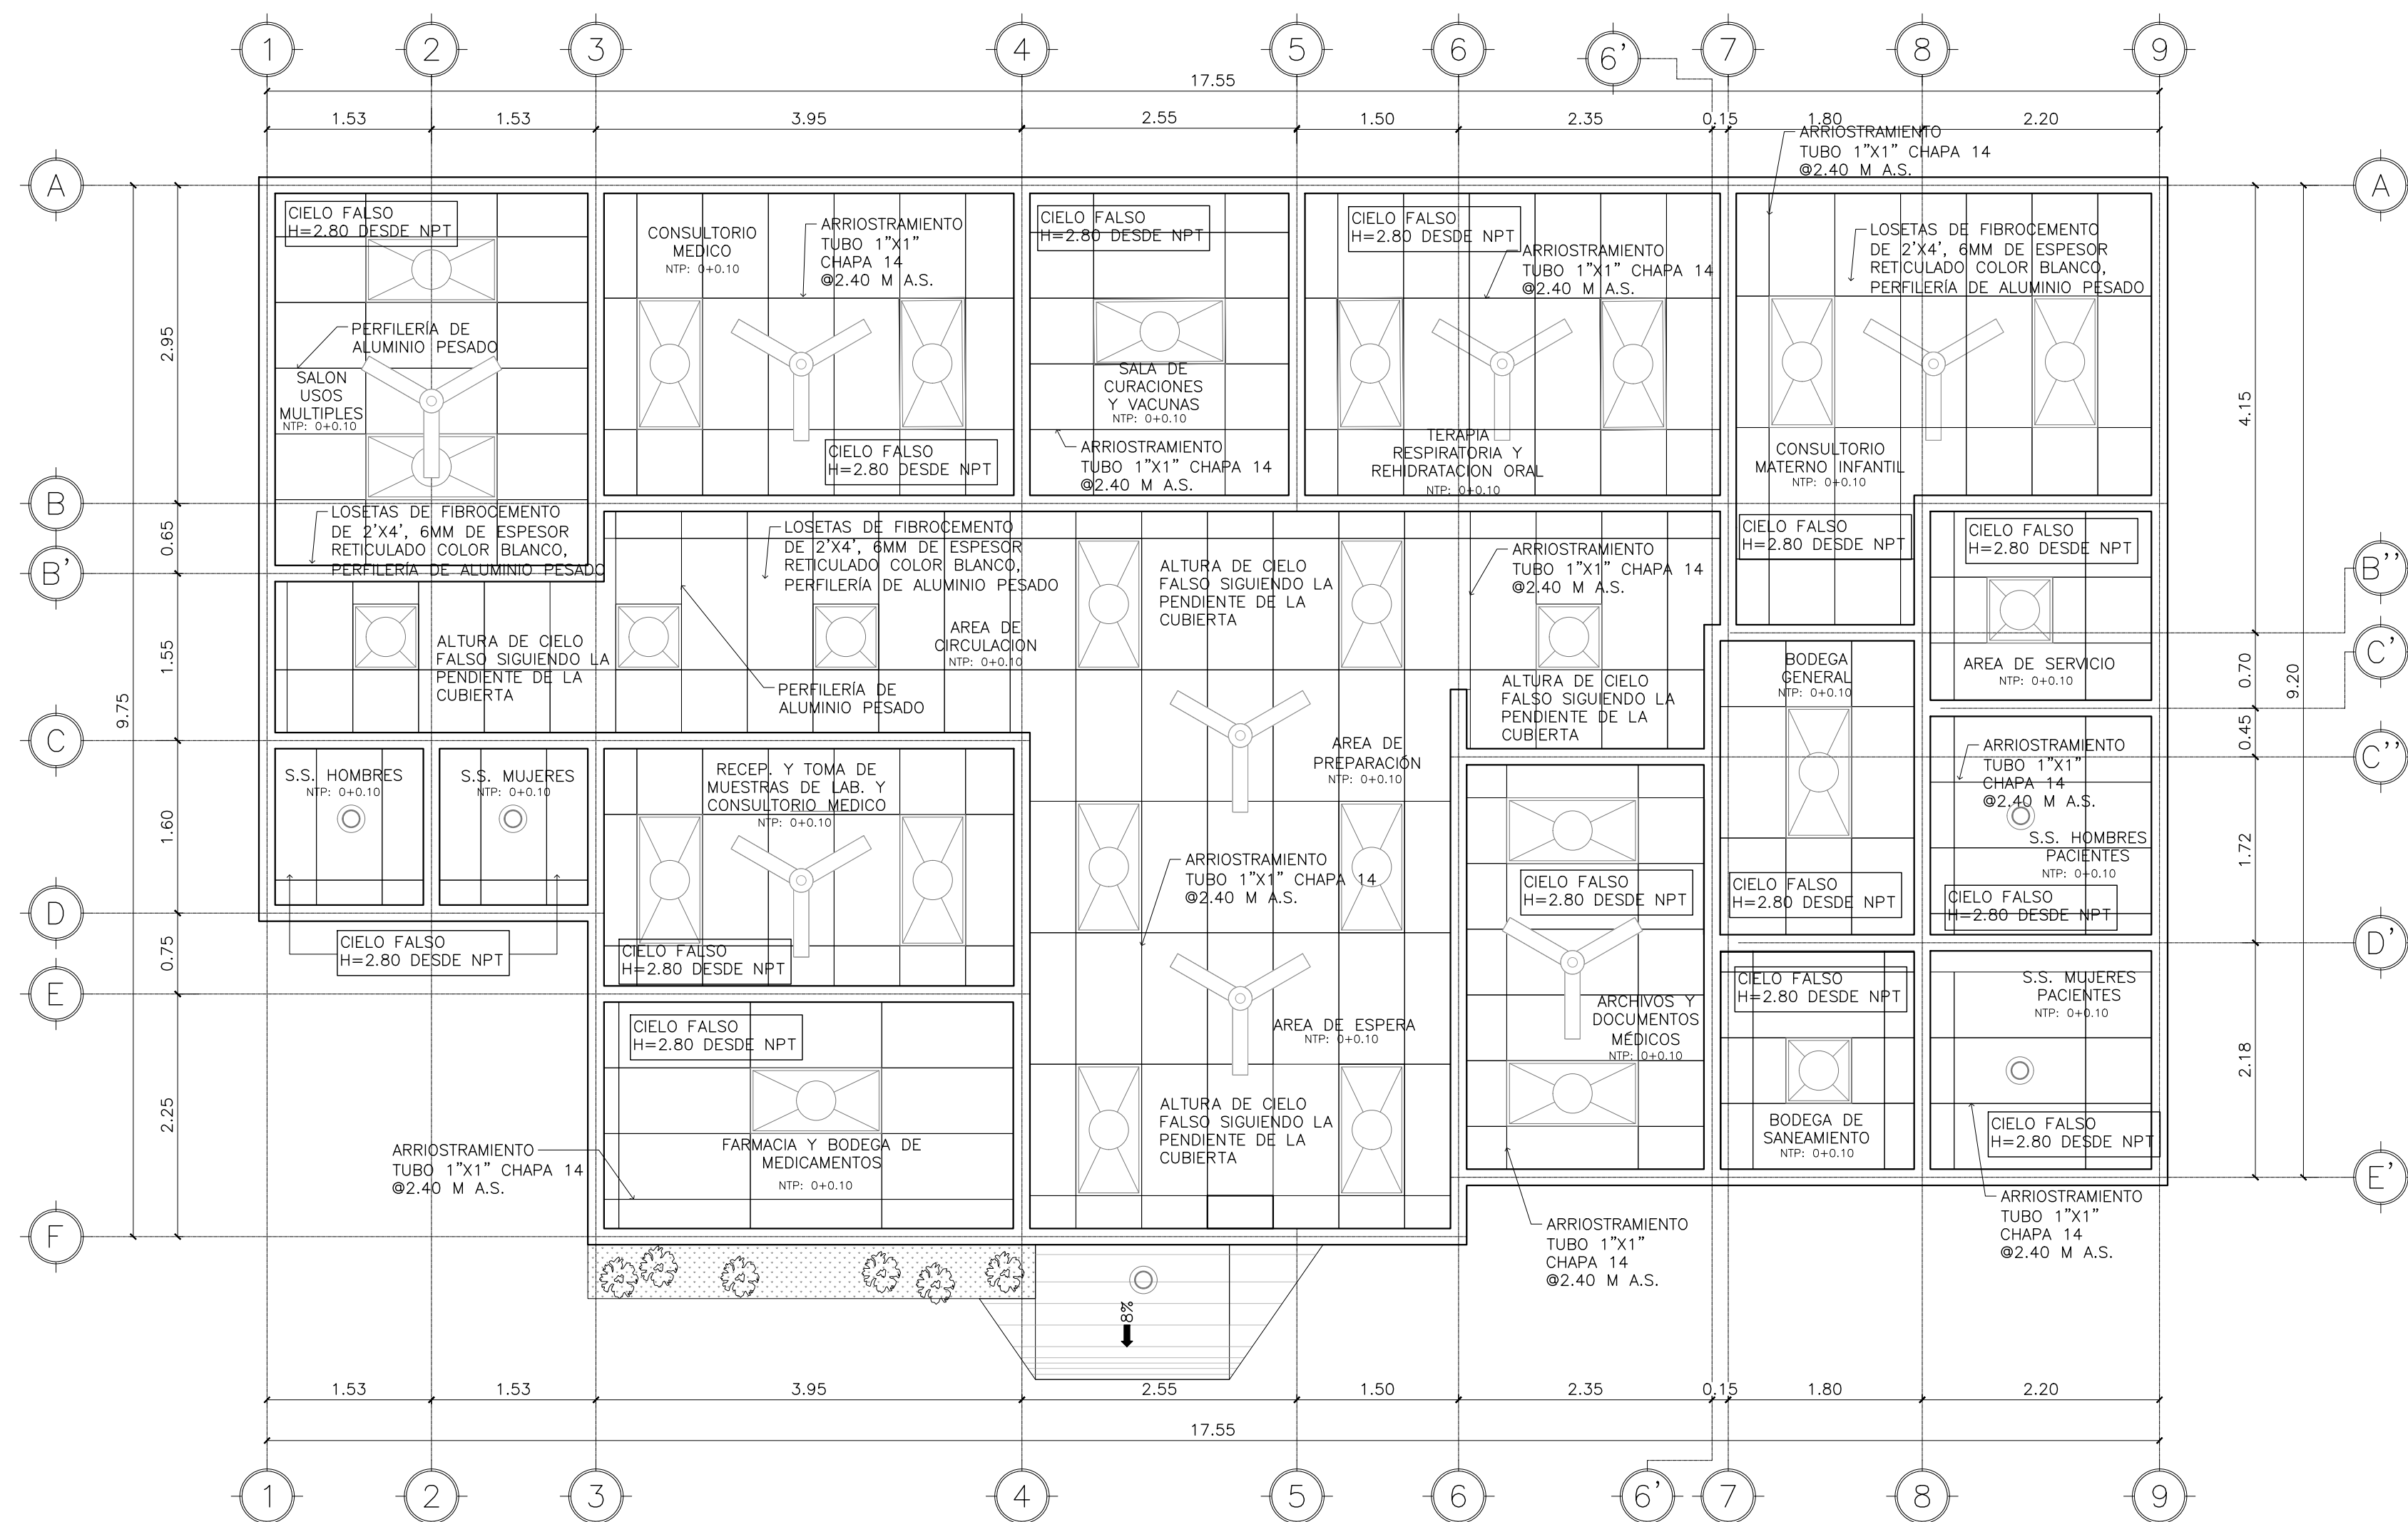 1
2
3
4
5
6
6'
7
8
9
17.55
1.53
1.53
3.95
2.55
1.50
2.35
0.15
1.80
2.20
ARRIOSTRAMIENTO
TUBO 1"X1" CHAPA 14
@2.40 M A.S.
A
A
CIELO FALSO
H=2.80 DESDE NPT
CONSULTORIO
MEDICO
NTP: 0+0.10
ARRIOSTRAMIENTO
TUBO 1"X1"
CHAPA 14
@2.40 M A.S.
CIELO FALSO
H=2.80 DESDE NPT
CIELO FALSO
H=2.80 DESDE NPT
ARRIOSTRAMIENTO
TUBO 1"X1" CHAPA 14
@2.40 M A.S.
LOSETAS DE FIBROCEMENTO
DE 2'X4', 6MM DE ESPESOR
RETICULADO COLOR BLANCO,
PERFILERÍA DE ALUMINIO PESADO
2.95
PERFILERÍA DE
ALUMINIO PESADO
SALON
USOS
MULTIPLES
NTP: 0+0.10
CIELO FALSO
H=2.80 DESDE NPT
SALA DE
CURACIONES
Y VACUNAS
NTP: 0+0.10
ARRIOSTRAMIENTO
TUBO 1"X1" CHAPA 14
@2.40 M A.S.
TERAPIA
RESPIRATORIA Y
REHIDRATACION ORAL
NTP: 0+0.10
CONSULTORIO
MATERNO INFANTIL
NTP: 0+0.10
4.15
B
LOSETAS DE FIBROCEMENTO
DE 2'X4', 6MM DE ESPESOR
RETICULADO COLOR BLANCO,
PERFILERÍA DE ALUMINIO PESADO
0.65
B'
LOSETAS DE FIBROCEMENTO
DE 2'X4', 6MM DE ESPESOR
RETICULADO COLOR BLANCO,
PERFILERÍA DE ALUMINIO PESADO
ALTURA DE CIELO
FALSO SIGUIENDO LA
PENDIENTE DE LA
CUBIERTA
ARRIOSTRAMIENTO
TUBO 1"X1" CHAPA 14
@2.40 M A.S.
CIELO FALSO
H=2.80 DESDE NPT
CIELO FALSO
H=2.80 DESDE NPT
B''
C'
1.55
ALTURA DE CIELO
FALSO SIGUIENDO LA
PENDIENTE DE LA
CUBIERTA
AREA DE
CIRCULACION
NTP: 0+0.10
PERFILERÍA DE
ALUMINIO PESADO
ALTURA DE CIELO
FALSO SIGUIENDO LA
PENDIENTE DE LA
CUBIERTA
BODEGA
GENERAL
NTP: 0+0.10
AREA DE SERVICIO
NTP: 0+0.10
0.70
9.20
9.75
C
0.45
C''
S.S. HOMBRES
NTP: 0+0.10
S.S. MUJERES
NTP: 0+0.10
RECEP. Y TOMA DE
MUESTRAS DE LAB. Y
CONSULTORIO MEDICO
NTP: 0+0.10
AREA DE
PREPARACIÓN
NTP: 0+0.10
ARRIOSTRAMIENTO
TUBO 1"X1"
CHAPA 14
@2.40 M A.S.
S.S. HOMBRES
PACIENTES
NTP: 0+0.10
1.60
1.72
ARRIOSTRAMIENTO
TUBO 1"X1" CHAPA 14
@2.40 M A.S.
CIELO FALSO
H=2.80 DESDE NPT
CIELO FALSO
H=2.80 DESDE NPT
CIELO FALSO
H=2.80 DESDE NPT
D
D'
0.75
CIELO FALSO
H=2.80 DESDE NPT
CIELO FALSO
H=2.80 DESDE NPT
CIELO FALSO
H=2.80 DESDE NPT
S.S. MUJERES
PACIENTES
NTP: 0+0.10
E
CIELO FALSO
H=2.80 DESDE NPT
AREA DE ESPERA
NTP: 0+0.10
ARCHIVOS Y
DOCUMENTOS
MÉDICOS
NTP: 0+0.10
2.18
2.25
ALTURA DE CIELO
FALSO SIGUIENDO LA
PENDIENTE DE LA
CUBIERTA
BODEGA DE
SANEAMIENTO
NTP: 0+0.10
CIELO FALSO
H=2.80 DESDE NPT
ARRIOSTRAMIENTO
TUBO 1"X1" CHAPA 14
@2.40 M A.S.
FARMACIA Y BODEGA DE
MEDICAMENTOS
NTP: 0+0.10
E'
F
ARRIOSTRAMIENTO
TUBO 1"X1"
CHAPA 14
@2.40 M A.S.
ARRIOSTRAMIENTO
TUBO 1"X1"
CHAPA 14
@2.40 M A.S.
8%
1.53
1.53
3.95
2.55
1.50
2.35
0.15
1.80
2.20
17.55
1
2
3
4
5
6
6'
7
8
9